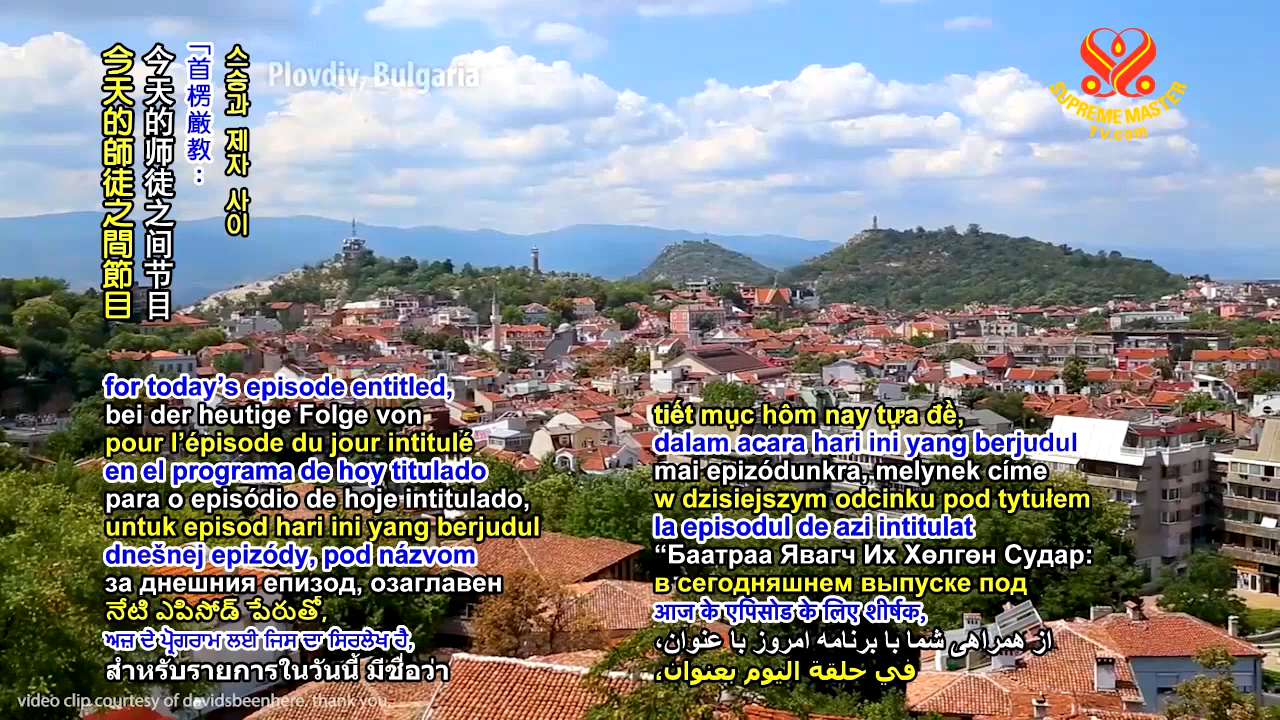 今天的師徒之間節目
今天的师徒之间节目
「首楞厳教：
스승과 제자 사이
Plovdiv, Bulgaria
SUPREME MASTER
TV.com
for today’s episode entitled,
bei der heutige Folge von
pour l’épisode du jour intitulé
en el programa de hoy titulado
para o episódio de hoje intitulado,
untuk episod hari ini yang berjudul
dnešnej epizódy, pod názvom
за днешния епизод, озаглавен
నేటి ఎపిసోడ్ పేరుతో,
ਅਜ਼ ਦੇ ਪ੍ਰੋਗਰਾਮ ਲਈ ਜਿਸ ਦਾ ਸਿਰਲੇਖ ਹੈ,
สำหรับรายการในวันนี้ มีชื่อว่า
tiết mục hôm nay tựa đề,
dalam acara hari ini yang berjudul
mai epizódunkra, melynek címe
w dzisiejszym odcinku pod tytułem
la episodul de azi intitulat
“Баатраа Явагч Их Хөлгөн Судар:
в сегодняшнем выпуске под
आज के एपिसोड के लिए शीर्षक,
از همراهی شما با برنامه امروز با عنوان،
في حلقة اليوم بعنوان،
video clip courtesy of davidsbeenhere, thank you.